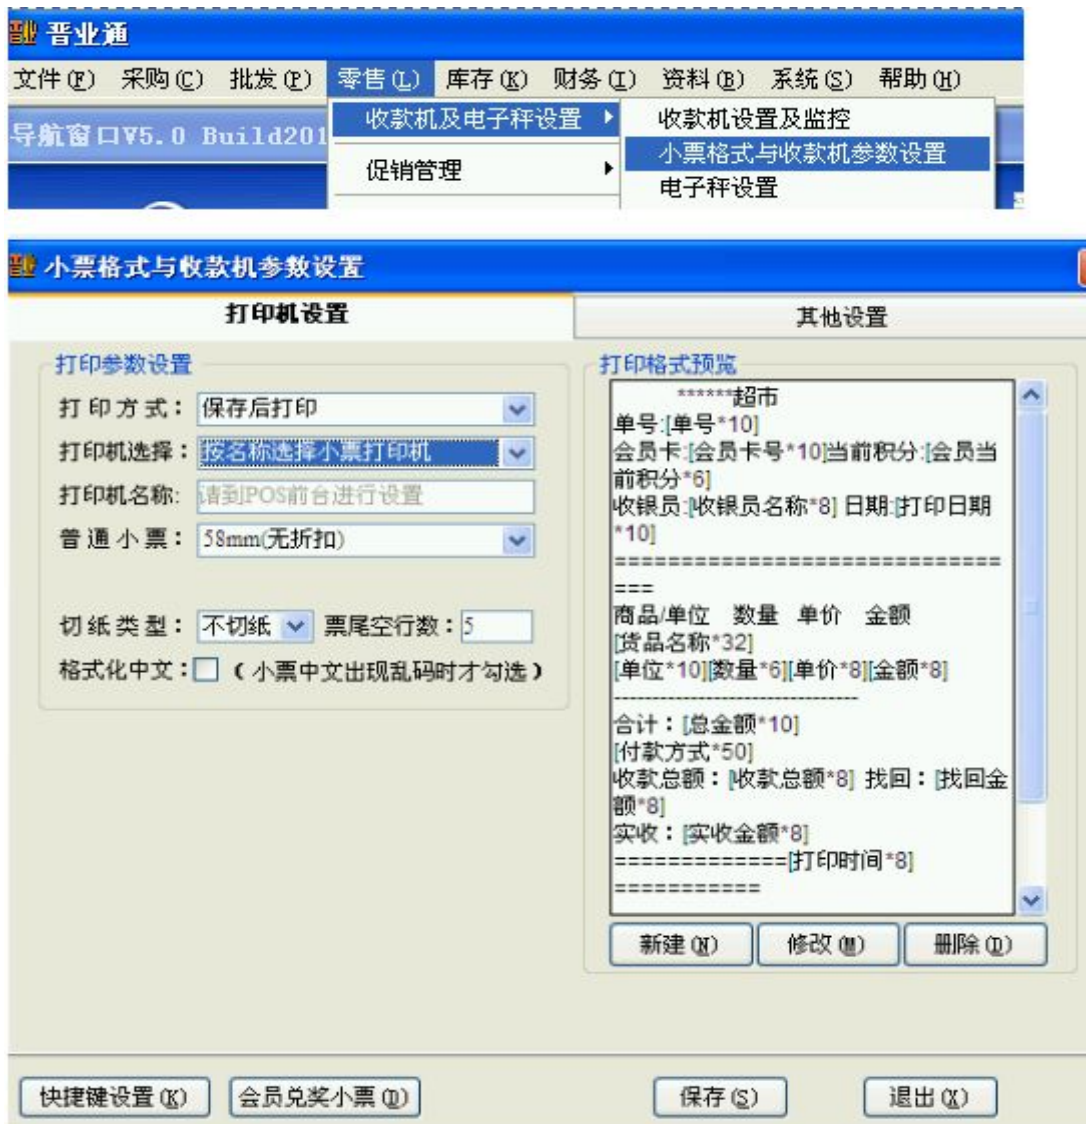 晋业通
文件(F) 采购(C) 批发(P) 零售(L) 库存(K) 财务(I) 资料(B) 系统(S) 帮助(H)
导航窗口V5.0 Build201
收款机及电子秤设置
促销管理
收款机设置及监控
小票格式与收款机参数设置
电子秤设置
小票格式与收款机参数设置
打印机设置 其他设置
打印参数设置
打印方式：保存后打印
打印机选择：按名称选择小票打印机
打印机名称: 请到POS前台进行设置
普通小票：58mm(无折扣)
切纸类型：不切纸 票尾空行数：5
格式化中文： （小票中文出现乱码时才勾选）
打印格式预览
******超市
单号:[单号*10]
会员卡:[会员卡号*10]当前积分:[会员当
前积分*6]
收银员:[收银员名称*8] 日期:[打印日期
*10]
=============================
===
商品/单位 数量 单价 金额
[货品名称*32]
[单位*10][数量*6][单价*8][金额*8]
--------------------------------
合计：[总金额*10]
[付款方式*50]
收款总额：[收款总额*8] 找回：[找回金
额*8]
实收：[实收金额*8]
=============[打印时间*8]
===========
新建(N) 修改(M) 删除(D)
快捷键设置(K) 会员兑奖小票(D) 保存(S) 退出(X)